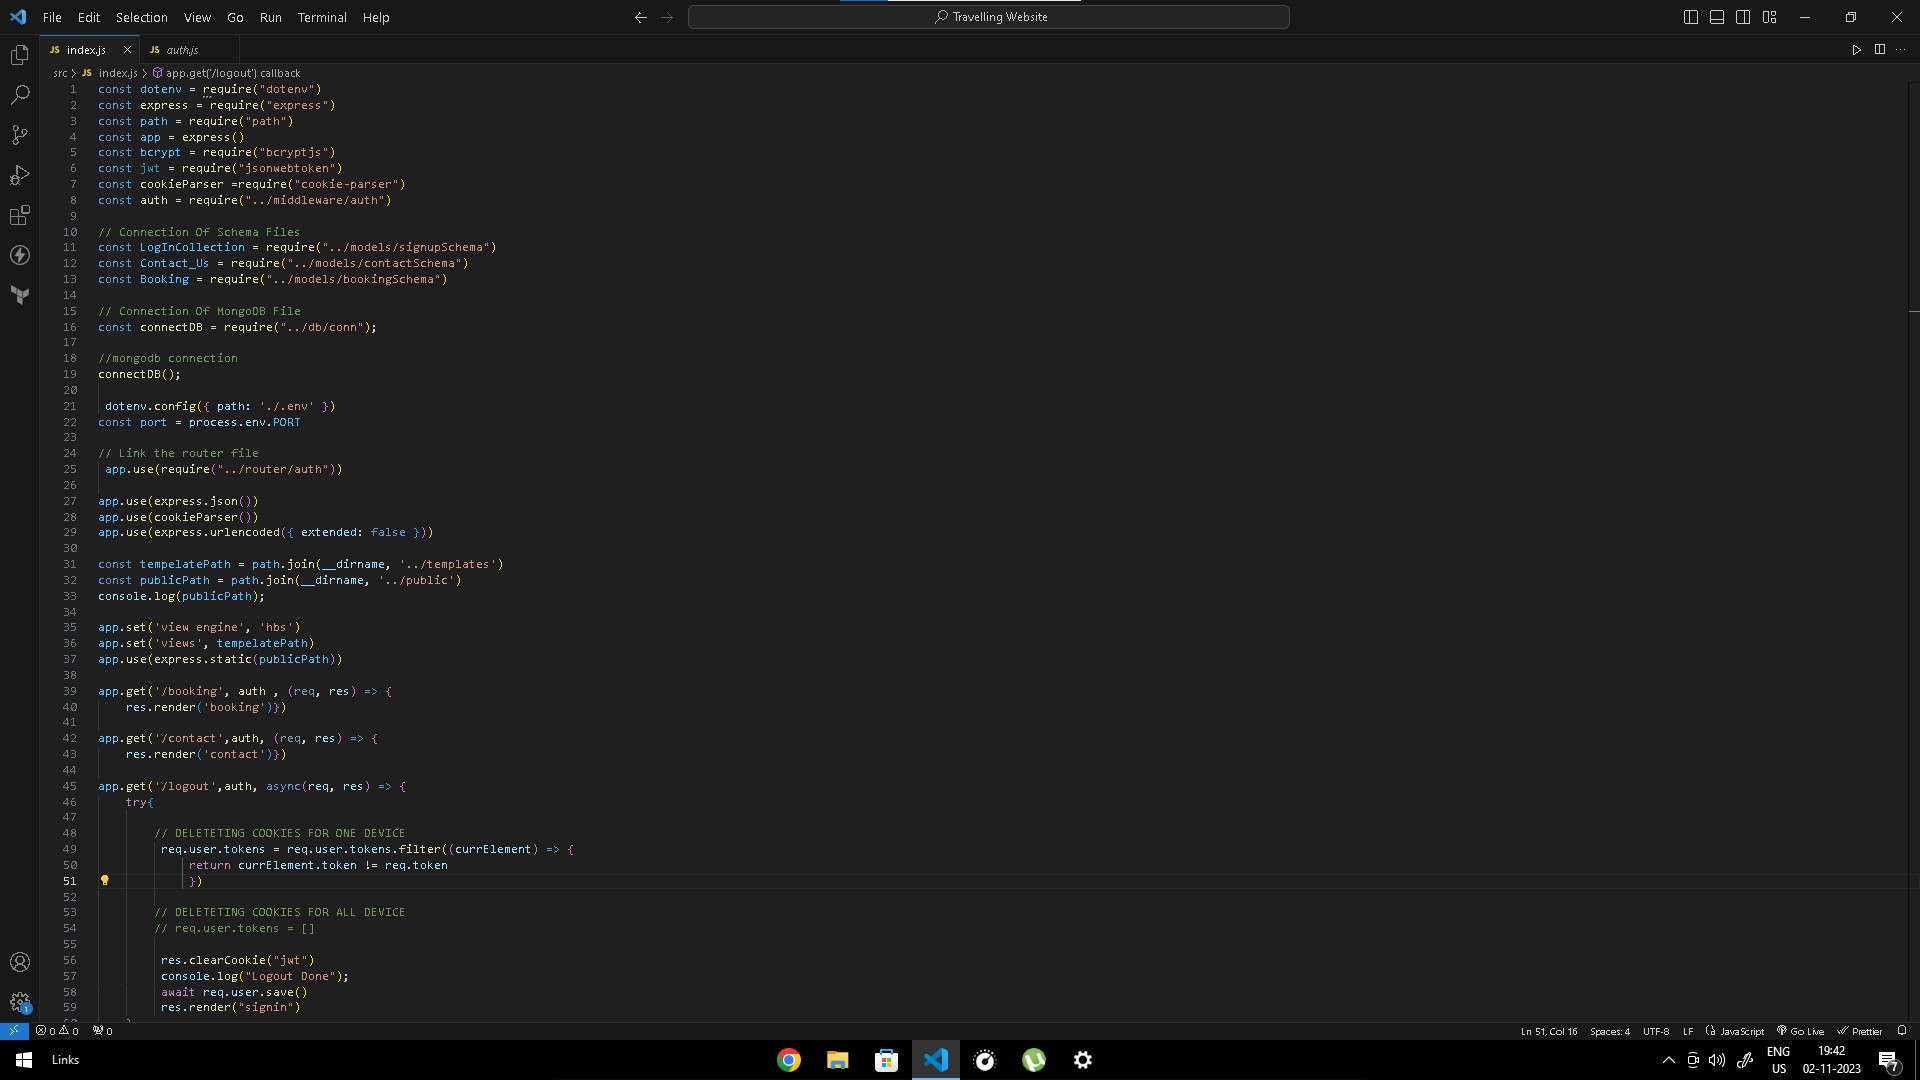 File Edit Selection View Go Run Terminal Help
Travelling Website
JS index.js
JS auth.js
src > JS index.js > app.get('/logout') callback
1 const dotenv = require("dotenv")
2 const express = require("express")
3 const path = require("path")
4 const app = express()
5 const bcrypt = require("bcryptjs")
6 const jwt = require("jsonwebtoken")
7 const cookieParser =require("cookie-parser")
8 const auth = require("../middleware/auth")
9
10 // Connection Of Schema Files
11 const LogInCollection = require("../models/signupSchema")
12 const Contact_Us = require("../models/contactSchema")
13 const Booking = require("../models/bookingSchema")
14
15 // Connection Of MongoDB File
16 const connectDB = require("../db/conn");
17
18 //mongodb connection
19 connectDB();
20
21  dotenv.config({ path: './.env' })
22 const port = process.env.PORT
23
24 // Link the router file
25  app.use(require("../router/auth"))
26
27 app.use(express.json())
28 app.use(cookieParser())
29 app.use(express.urlencoded({ extended: false }))
30
31 const tempelatePath = path.join(__dirname, '../templates')
32 const publicPath = path.join(__dirname, '../public')
33 console.log(publicPath);
34
35 app.set('view engine', 'hbs')
36 app.set('views', tempelatePath)
37 app.use(express.static(publicPath))
38
39 app.get('/booking', auth , (req, res) => {
40     res.render('booking')})
41
42 app.get('/contact',auth, (req, res) => {
43     res.render('contact')})
44
45 app.get('/logout',auth, async(req, res) => {
46     try{
47
48         // DELETETING COOKIES FOR ONE DEVICE
49          req.user.tokens = req.user.tokens.filter((currElement) => {
50              return currElement.token != req.token
51              })
52
53         // DELETETING COOKIES FOR ALL DEVICE
54         // req.user.tokens = []
55
56          res.clearCookie("jwt")
57          console.log("Logout Done");
58          await req.user.save()
59          res.render("signin")
0 0 0 Ln 51, Col 16 Spaces: 4 UTF-8 LF JavaScript Go Live Prettier
Links
ENG
US
19:42
02-11-2023
7
1